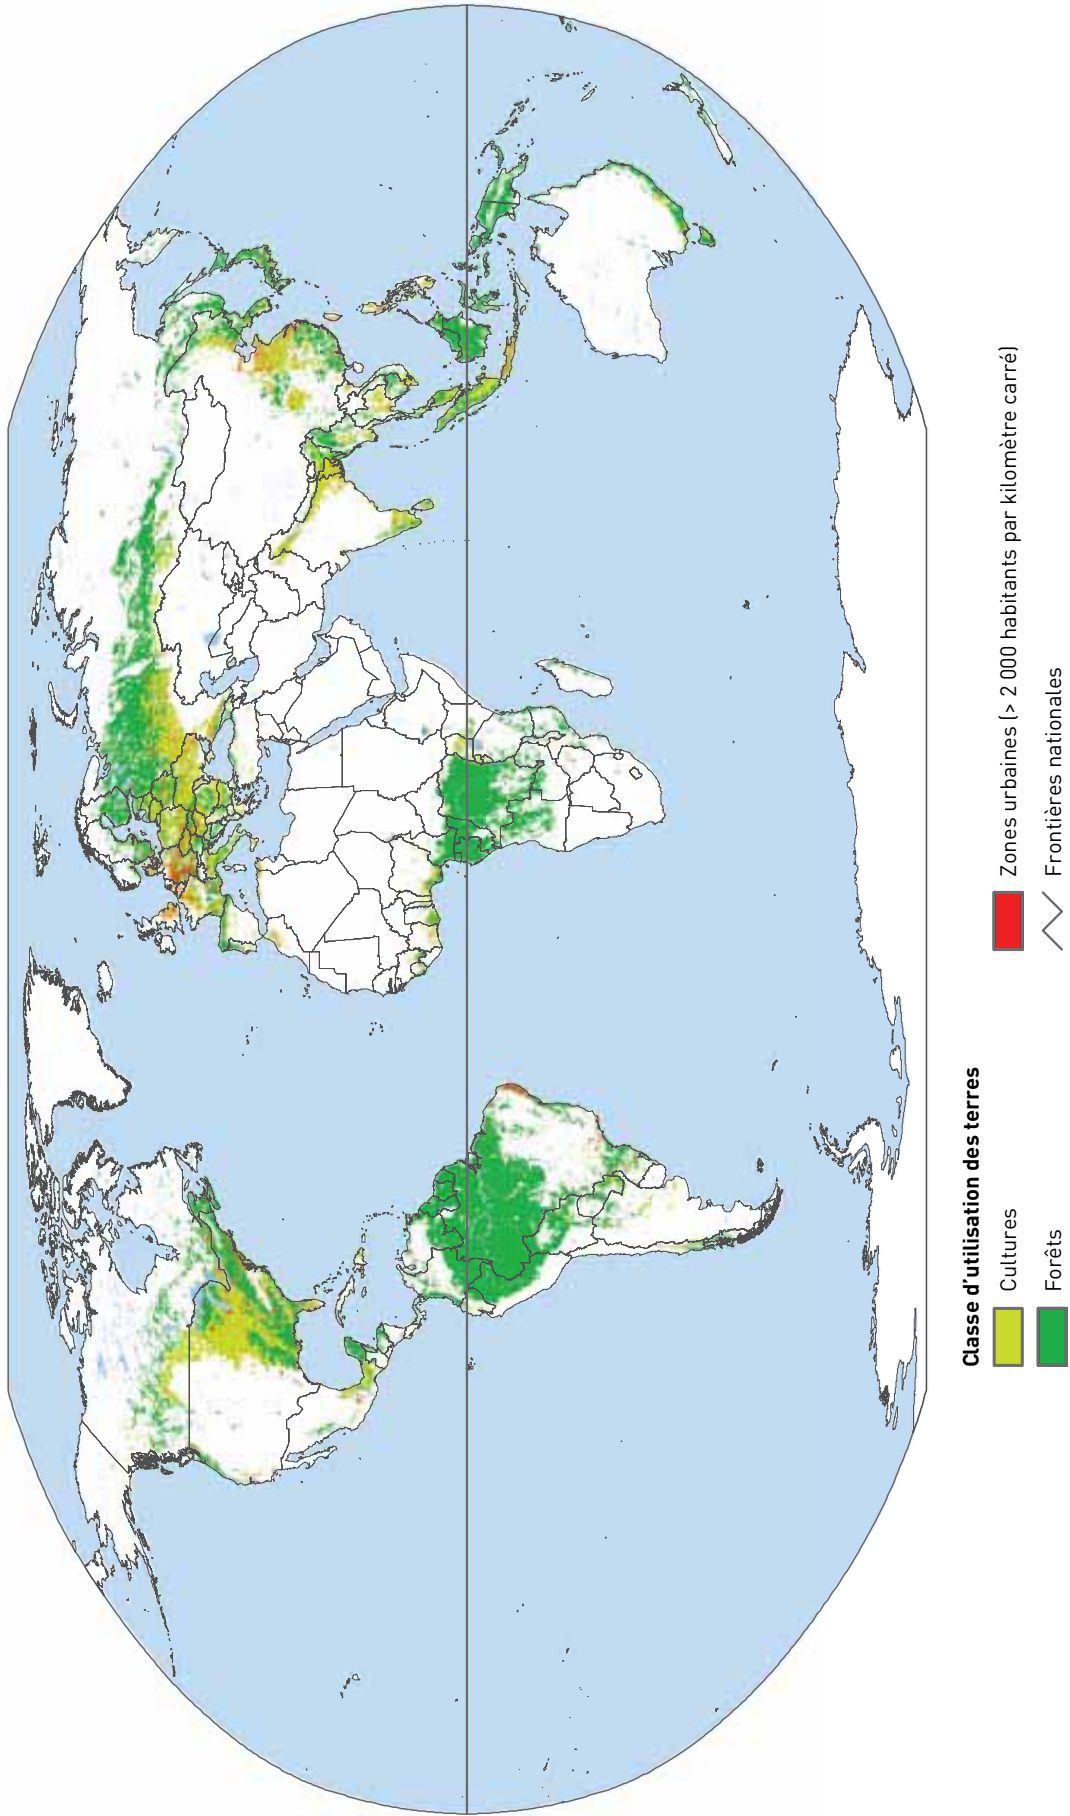 Classe d’utilisation des terres
Cultures
Forêts
Zones urbaines (> 2 000 habitants par kilomètre carré)
Frontières nationales